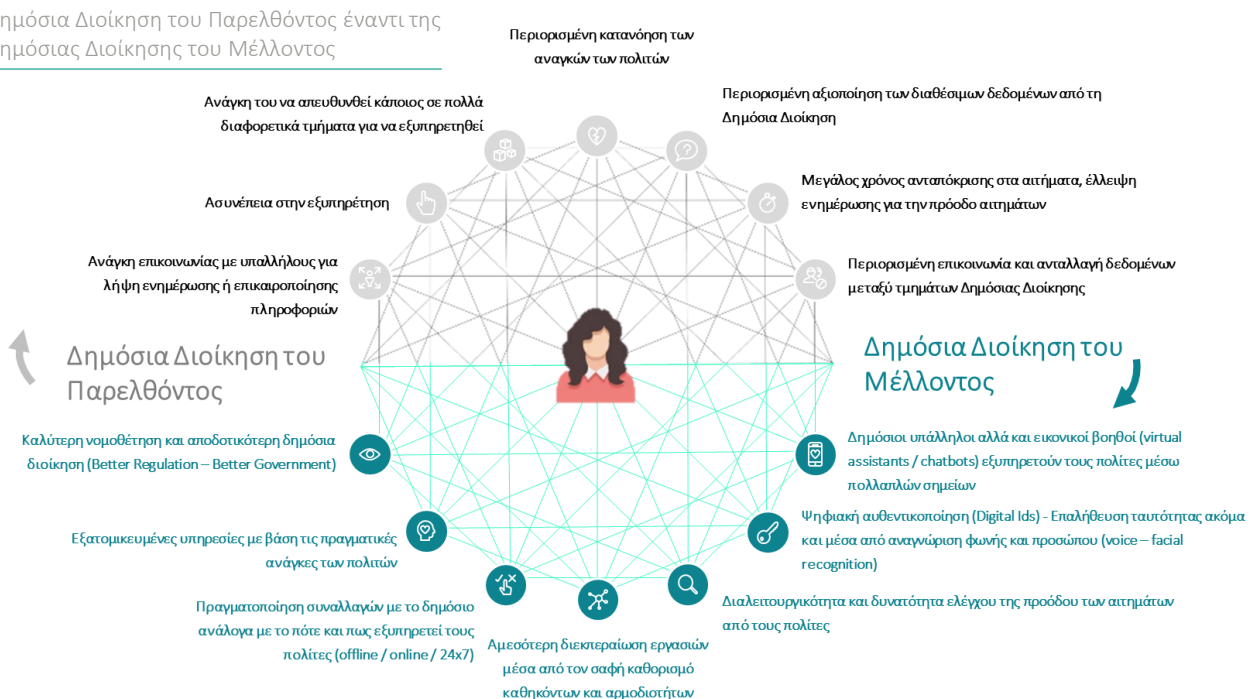 ημόσια Διοίκηση του Παρελθόντος έναντι της
ημόσιας Διοίκησης του Μέλλοντος
Περιορισμένη κατανόηση των
αναγκών των πολιτών
Ανάγκη του να απευθυνθεί κάποιος σε πολλά
διαφορετικά τμήματα για να εξυπηρετηθεί
Περιορισμένη αξιοποίηση των διαθέσιμων δεδομένων από τη
Δημόσια Διοίκηση
Ασυνέπεια στην εξυπηρέτηση
Μεγάλος χρόνος ανταπόκρισης στα αιτήματα, έλλειψη
ενημέρωσης για την πρόοδο αιτημάτων
Ανάγκη επικοινωνίας με υπαλλήλους για
λήψη ενημέρωσης ή επικαιροποίησης
πληροφοριών
Περιορισμένη επικοινωνία και ανταλλαγή δεδομένων
μεταξύ τμημάτων Δημόσιας Διοίκησης
Δημόσια Διοίκηση του
Παρελθόντος
Δημόσια Διοίκηση του
Μέλλοντος
Καλύτερη νομοθέτηση και αποδοτικότερη δημόσια
διοίκηση (Better Regulation – Better Government)
Δημόσιοι υπάλληλοι αλλά και εικονικοί βοηθοί (virtual
assistants / chatbots) εξυπηρετούν τους πολίτες μέσω
πολλαπλών σημείων
Εξατομικευμένες υπηρεσίες με βάση τις πραγματικές
ανάγκες των πολιτών
Ψηφιακή αυθεντικοποίηση (Digital Ids) - Επαλήθευση ταυτότητας ακόμα
και μέσα από αναγνώριση φωνής και προσώπου (voice – facial
recognition)
Πραγματοποίηση συναλλαγών με το δημόσιο
ανάλογα με το πότε και πως εξυπηρετεί τους
πολίτες (offline / online / 24x7)
Αμεσότερη διεκπεραίωση εργασιών
μέσα από τον σαφή καθορισμό
καθηκόντων και αρμοδιοτήτων
Διαλειτουργικότητα και δυνατότητα ελέγχου της προόδου των αιτημάτων
από τους πολίτες